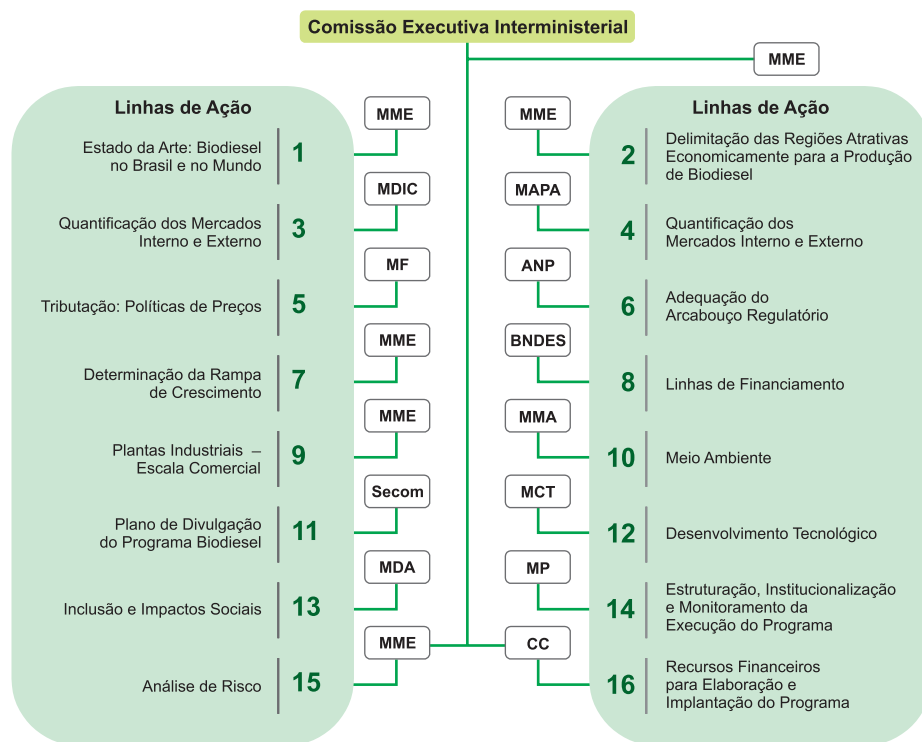 Comissão Executiva Interministerial
MME
Linhas de Ação
MME
Estado da Arte: Biodiesel
no Brasil e no Mundo
1
MDIC
Quantificação dos Mercados
Interno e Externo
3
MF
Tributação: Políticas de Preços
5
MME
Determinação da Rampa
de Crescimento
7
MME
Plantas Industriais –
Escala Comercial
9
Secom
Plano de Divulgação
do Programa Biodiesel
11
MDA
Inclusão e Impactos Sociais
13
MME
Análise de Risco
15
Linhas de Ação
MME
2
Delimitação das Regiões Atrativas
Economicamente para a Produção
de Biodiesel
MAPA
4
Quantificação dos
Mercados Interno e Externo
ANP
6
Adequação do
Arcabouço Regulatório
BNDES
8
Linhas de Financiamento
MMA
10
Meio Ambiente
MCT
12
Desenvolvimento Tecnológico
MP
14
Estruturação, Institucionalização
e Monitoramento da
Execução do Programa
CC
16
Recursos Financeiros
para Elaboração e
Implantação do Programa